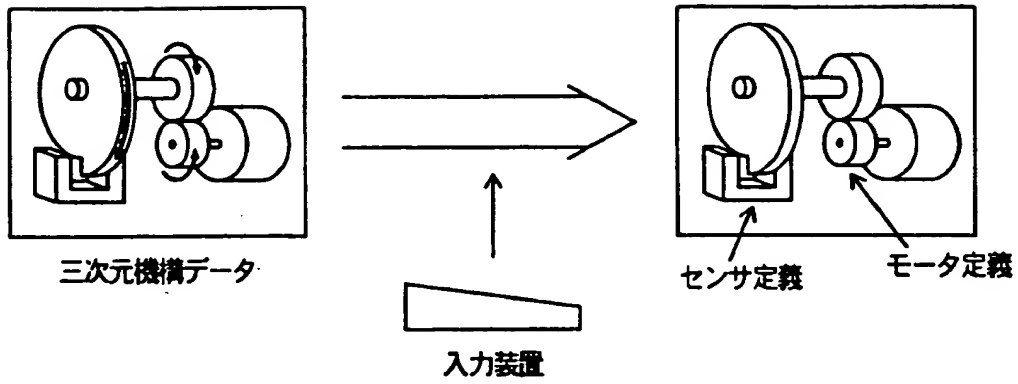 三次元機構データ
センサ定義
モータ定義
入力装置